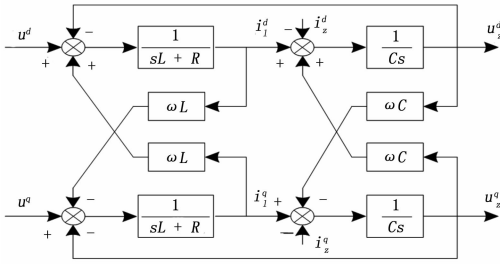 u^d + − + 1/(sL + R) i_1^d − i_z^d + + 1/(Cs) u_z^d
ωL ωC
ωL ωC
u^q + − − 1/(sL + R) i_1^q + − − i_z^q 1/(Cs) u_z^q